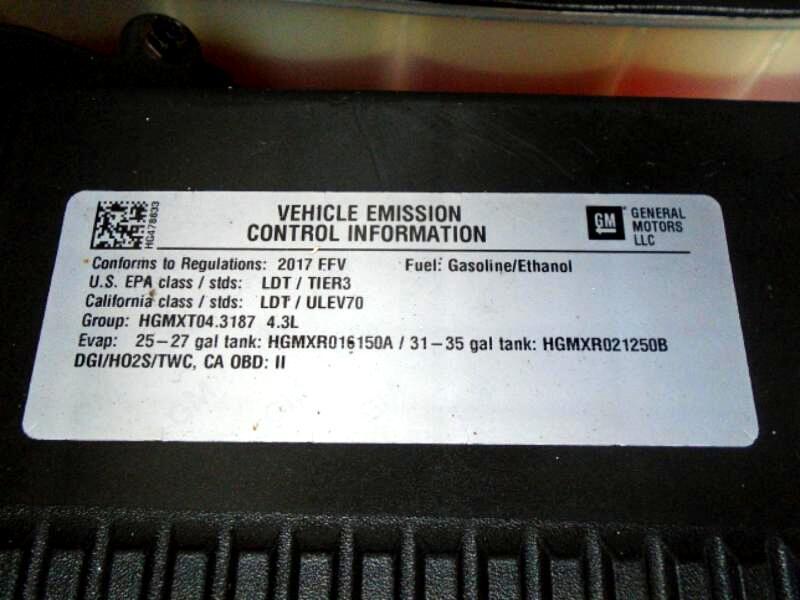 VEHICLE EMISSION
CONTROL INFORMATION
GM GENERAL
MOTORS
LLC
HG478633
Conforms to Regulations: 2017 FFV Fuel: Gasoline/Ethanol
U.S. EPA class / stds: LDT / TIER3
California class / stds: LDT / ULEV70
Group: HGMXT04.3187 4.3L
Evap: 25-27 gal tank: HGMXR016150A / 31-35 gal tank: HGMXR021250B
DGI/HO2S/TWC, CA OBD: II